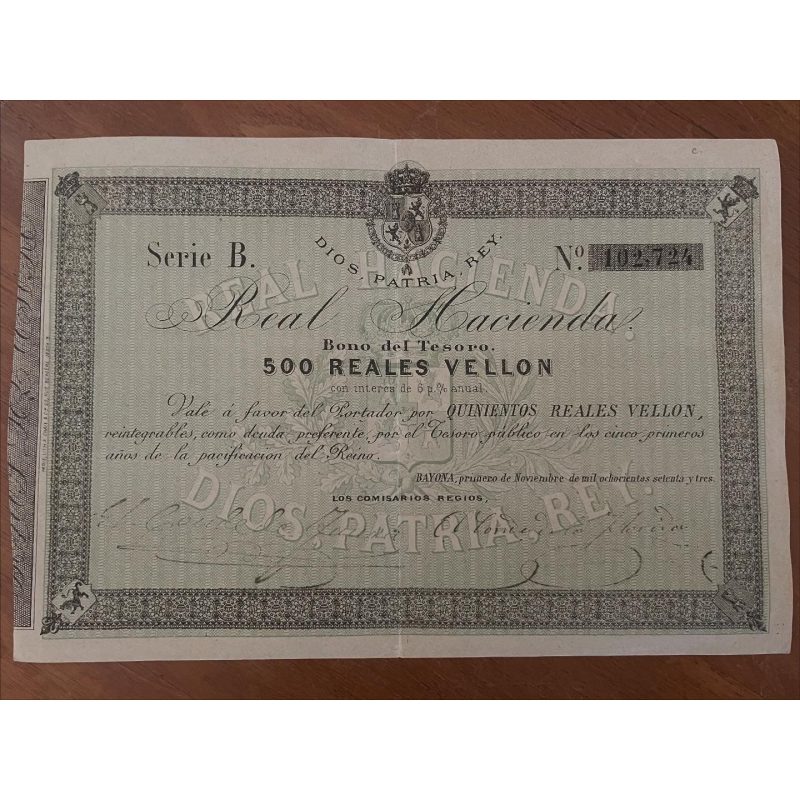 c.
Serie B.
Nº 102,724
DIOS, PATRIA, REY.
REAL HACIENDA.
Real Hacienda.
Bono del Tesoro.
500 REALES VELLON
con interes de 6 p.% anual.
Vale á favor del Portador por QUINIENTOS REALES VELLON,
reintegrables, como deuda preferente, por el Tesoro público en los cinco primeros
años de la pacificacion del Reino.
BAYONA, primero de Noviembre de mil ochocientos setenta y tres.
LOS COMISARIOS REGIOS,
DIOS, PATRIA, REY.